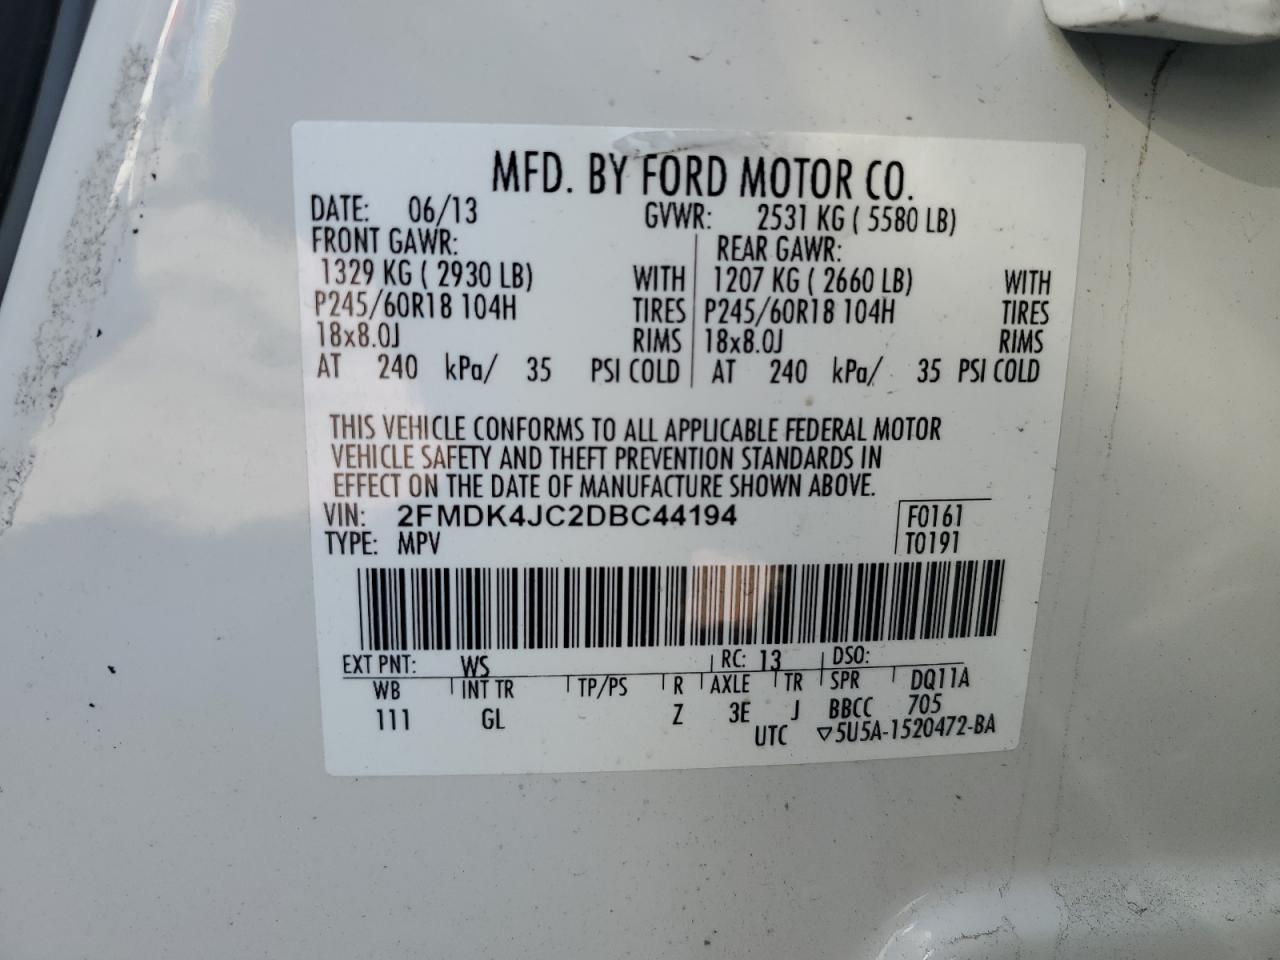 MFD. BY FORD MOTOR CO.
DATE: 06/13 GVWR: 2531 KG ( 5580 LB)
FRONT GAWR: REAR GAWR:
1329 KG ( 2930 LB) WITH 1207 KG ( 2660 LB) WITH
P245/60R18 104H TIRES P245/60R18 104H TIRES
18x8.0J RIMS 18x8.0J RIMS
AT 240 kPa/ 35 PSI COLD AT 240 kPa/ 35 PSI COLD
THIS VEHICLE CONFORMS TO ALL APPLICABLE FEDERAL MOTOR
VEHICLE SAFETY AND THEFT PREVENTION STANDARDS IN
EFFECT ON THE DATE OF MANUFACTURE SHOWN ABOVE.
VIN: 2FMDK4JC2DBC44194 F0161
TYPE: MPV T0191
EXT PNT: WS RC: 13 DSO:
WB INT TR TP/PS R AXLE TR SPR DQ11A
111 GL Z 3E J BBCC 705
UTC ▽5U5A-1520472-BA